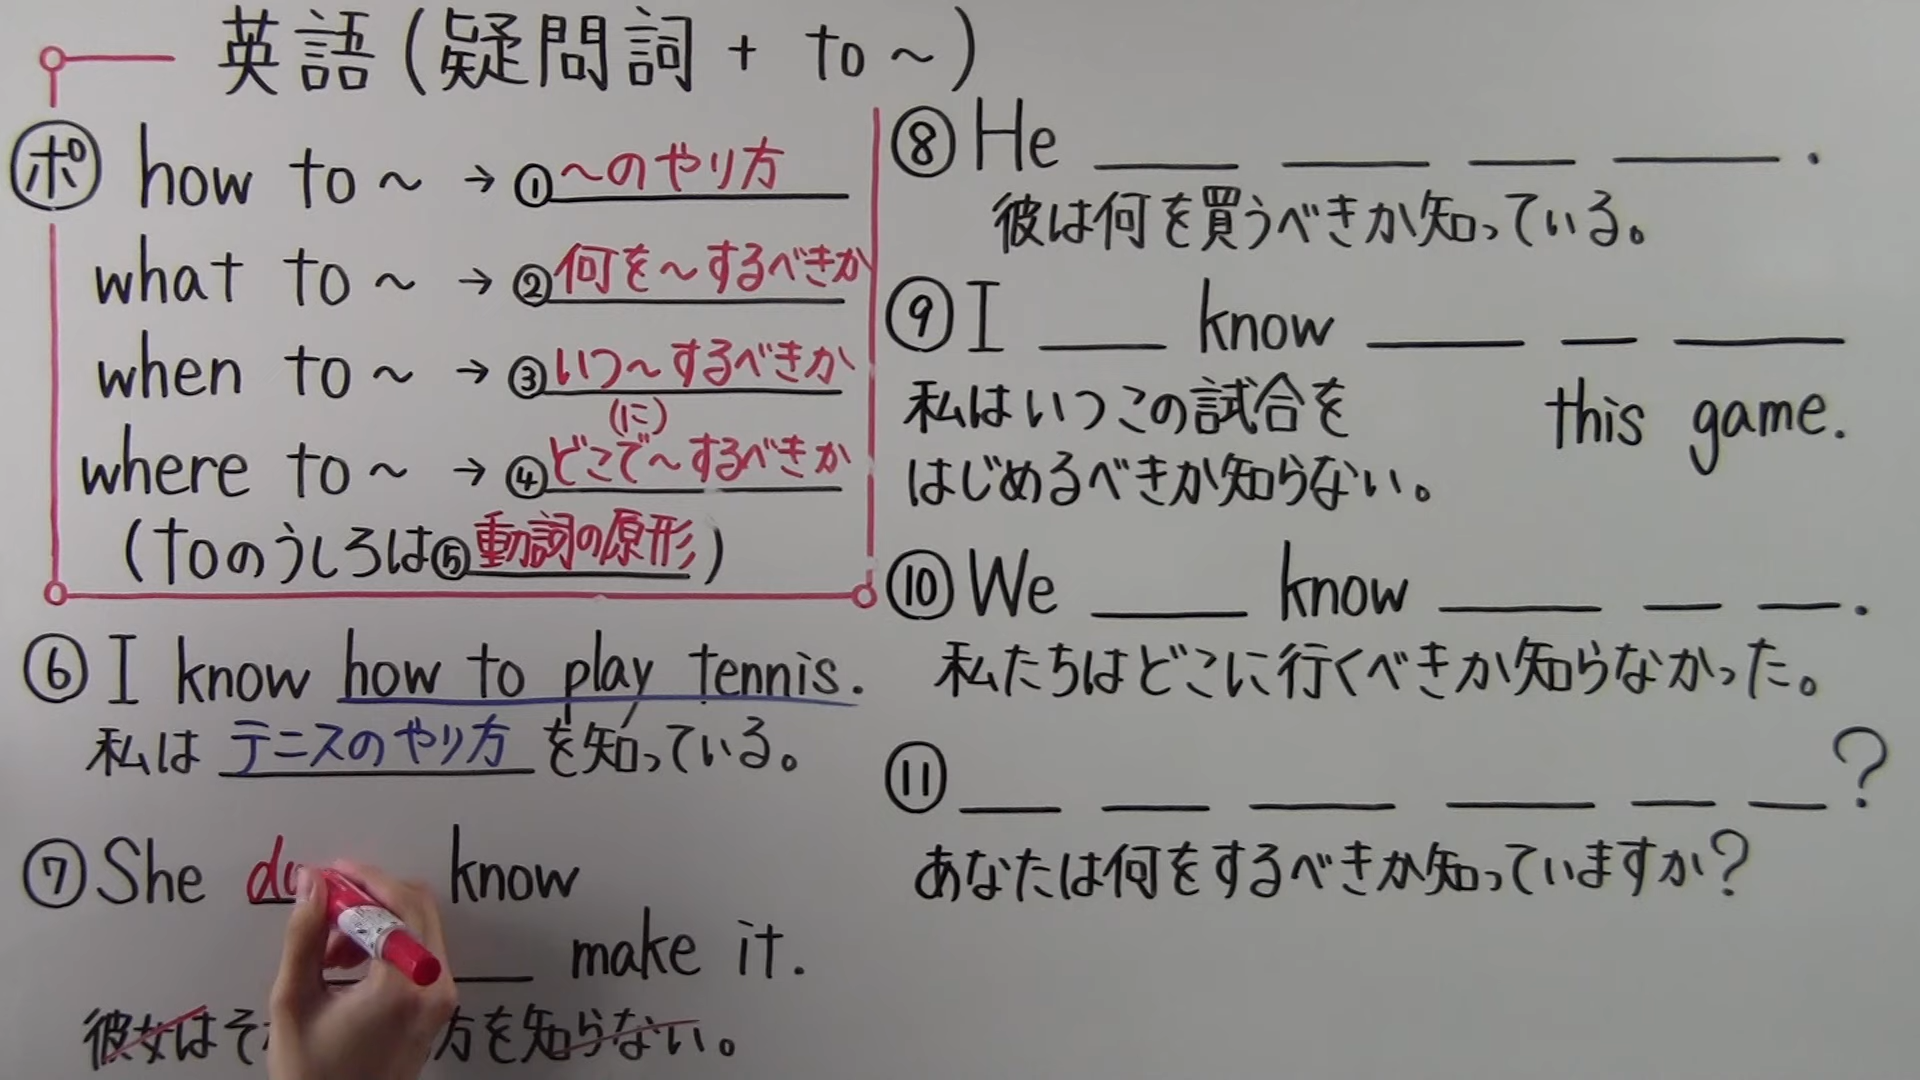 英語(疑問詞 + to ~)
ポ how to ~ → ①~のやり方
what to ~ → ②何を~するべきか
when to ~ → ③いつ~するべきか
(に)
where to ~ → ④どこで~するべきか
(toのうしろは⑤動詞の原形)
⑥ I know how to play tennis.
私は テニスのやり方 を知っている。
⑦ She know
make it.
彼女はそ 方を知らない。
⑧ He ____ ____ ____ ____.
彼は何を買うべきか知っている。
⑨ I ____ know ____ ____ ____
this game.
私はいつこの試合を
はじめるべきか知らない。
⑩ We ____ know ____ ____ ____.
私たちはどこに行くべきか知らなかった。
⑪ ____ ____ ____ ____ ____ ____?
あなたは何をするべきか知っていますか?